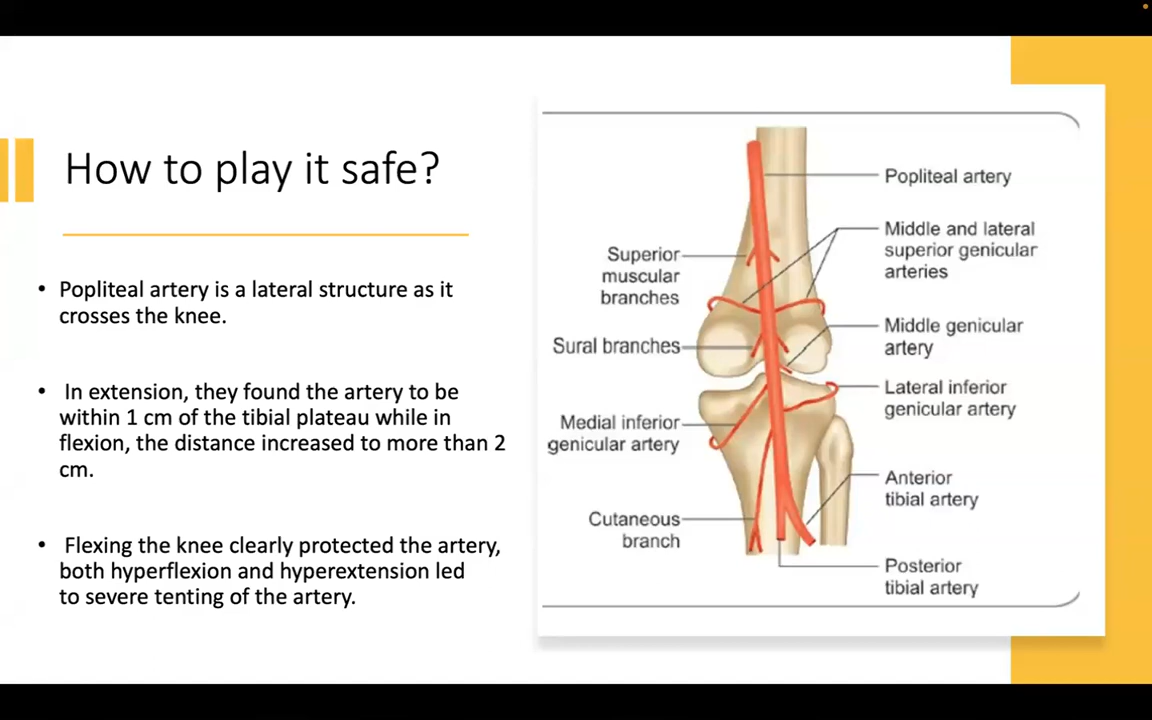 How to play it safe?
• Popliteal artery is a lateral structure as it
crosses the knee.
• In extension, they found the artery to be
within 1 cm of the tibial plateau while in
flexion, the distance increased to more than 2
cm.
• Flexing the knee clearly protected the artery,
both hyperflexion and hyperextension led
to severe tenting of the artery.
Superior
muscular
branches
Sural branches
Medial inferior
genicular artery
Cutaneous
branch
Popliteal artery
Middle and lateral
superior genicular
arteries
Middle genicular
artery
Lateral inferior
genicular artery
Anterior
tibial artery
Posterior
tibial artery